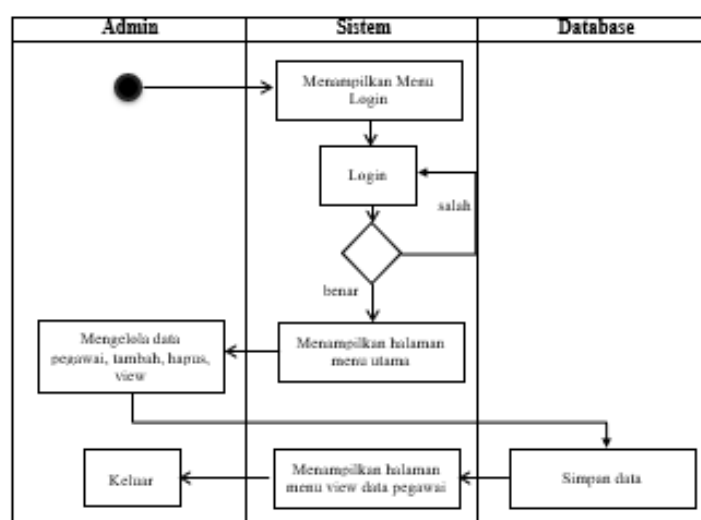 Admin
Sistem
Database
Menampilkan Menu
Login
Login
salah
benar
Mengelola data
pegawai, tambah, hapus,
view
Menampilkan halaman
menu utama
Keluar
Menampilkan halaman
menu view data pegawai
Simpan data